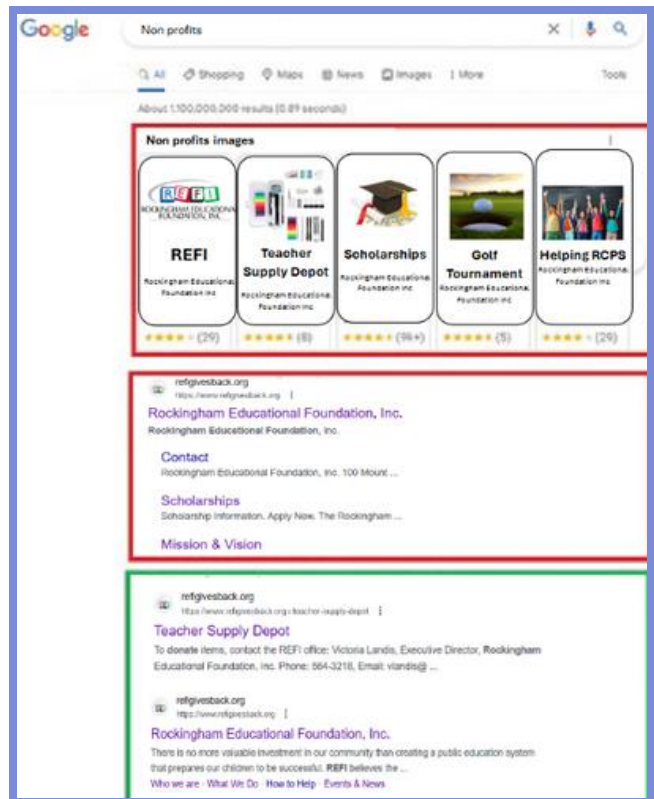 Google
Non profits
All Shopping Maps News Images More Tools
About 1,100,000,000 results (0.89 seconds)
Non profits images
REFI
ROCKINGHAM EDUCATIONAL
FOUNDATION, INC
REFI
Rockingham Educational
Foundation Inc
(29)
Teacher
Supply Depot
Rockingham Educational
Foundation Inc
(8)
Scholarships
Rockingham Educational
Foundation Inc
(9k+)
Golf
Tournament
Rockingham Educational
Foundation Inc
(5)
Helping RCPS
Rockingham Educational
Foundation Inc
(29)
refigivesback.org
https://www.refigivesback.org
Rockingham Educational Foundation, Inc.
Rockingham Educational Foundation, Inc.
Contact
Rockingham Educational Foundation, Inc. 100 Mount ...
Scholarships
Scholarship Information. Apply Now. The Rockingham ...
Mission & Vision
refigivesback.org
https://www.refigivesback.org › teacher-supply-depot
Teacher Supply Depot
To donate items, contact the REFI office: Victoria Landis, Executive Director, Rockingham
Educational Foundation, Inc. Phone: 564-3218, Email: vlandis@ ...
refigivesback.org
https://www.refigivesback.org
Rockingham Educational Foundation, Inc.
There is no more valuable investment in our community than creating a public education system
that prepares our children to be successful. REFI believes the ...
Who we are · What We Do · How to Help · Events & News